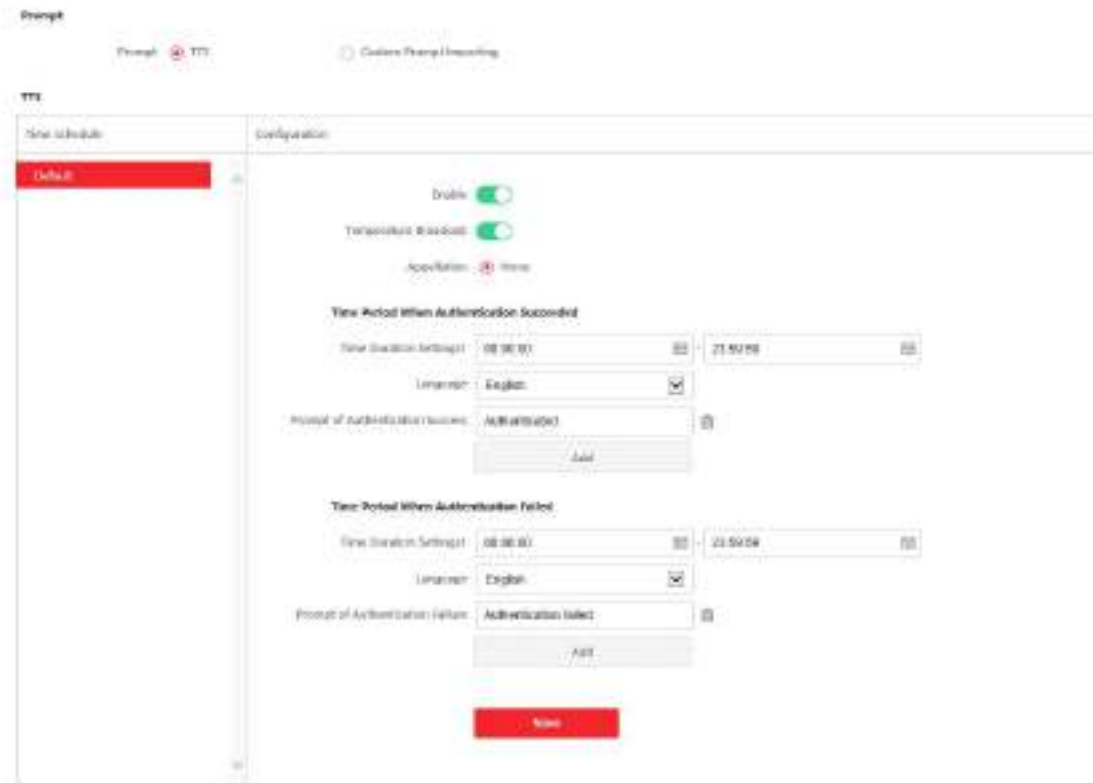 Prompt
Prompt TTS Custom Prompt Importing
TTS
Time schedule Configuration
Default
Enable
Temperature Broadcast
Appellation None
Time Period When Authentication Succeeded
Time Duration Settings1 00:00:00 - 23:59:59
Language English
Prompt of Authentication Success Authenticated
Add
Time Period When Authentication Failed
Time Duration Settings1 00:00:00 - 23:59:59
Language English
Prompt of Authentication Failure Authentication failed.
Add
Save